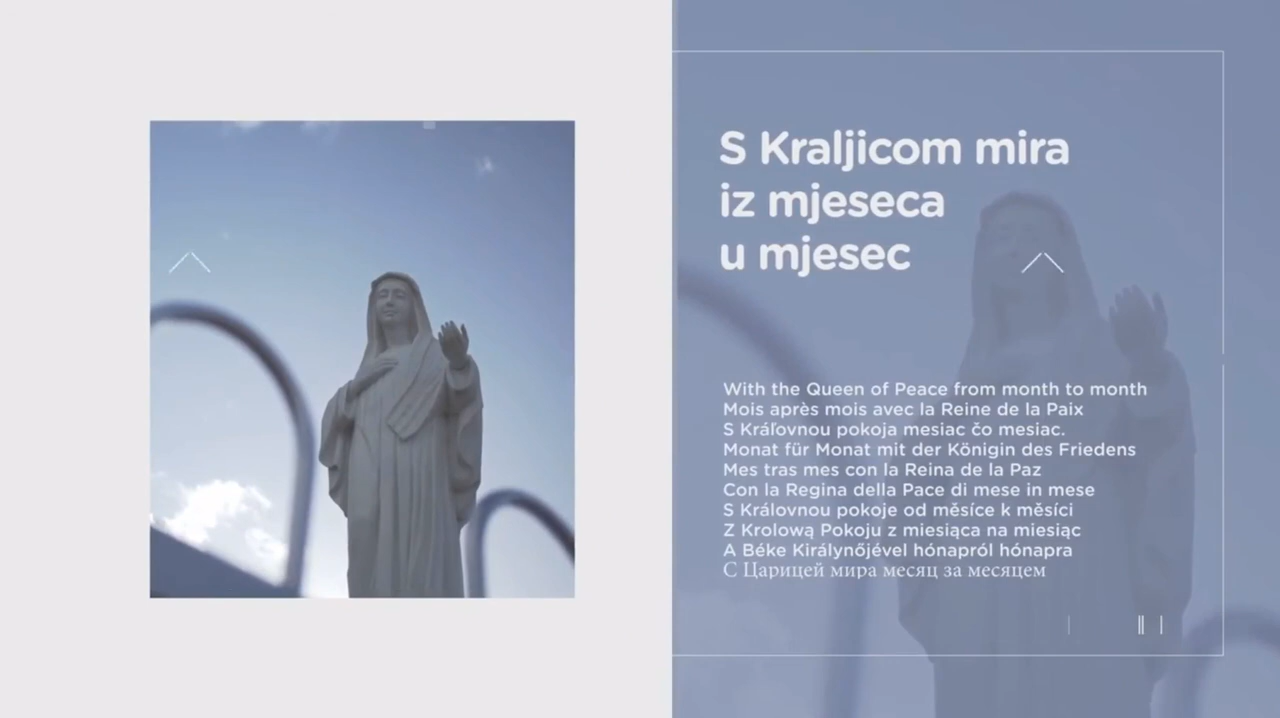 S Kraljicom mira
iz mjeseca
u mjesec
With the Queen of Peace from month to month
Mois après mois avec la Reine de la Paix
S Kráľovnou pokoja mesiac čo mesiac.
Monat für Monat mit der Königin des Friedens
Mes tras mes con la Reina de la Paz
Con la Regina della Pace di mese in mese
S Královnou pokoje od měsíce k měsíci
Z Krolową Pokoju z miesiąca na miesiąc
A Béke Királynőjével hónapról hónapra
С Царицей мира месяц за месяцем